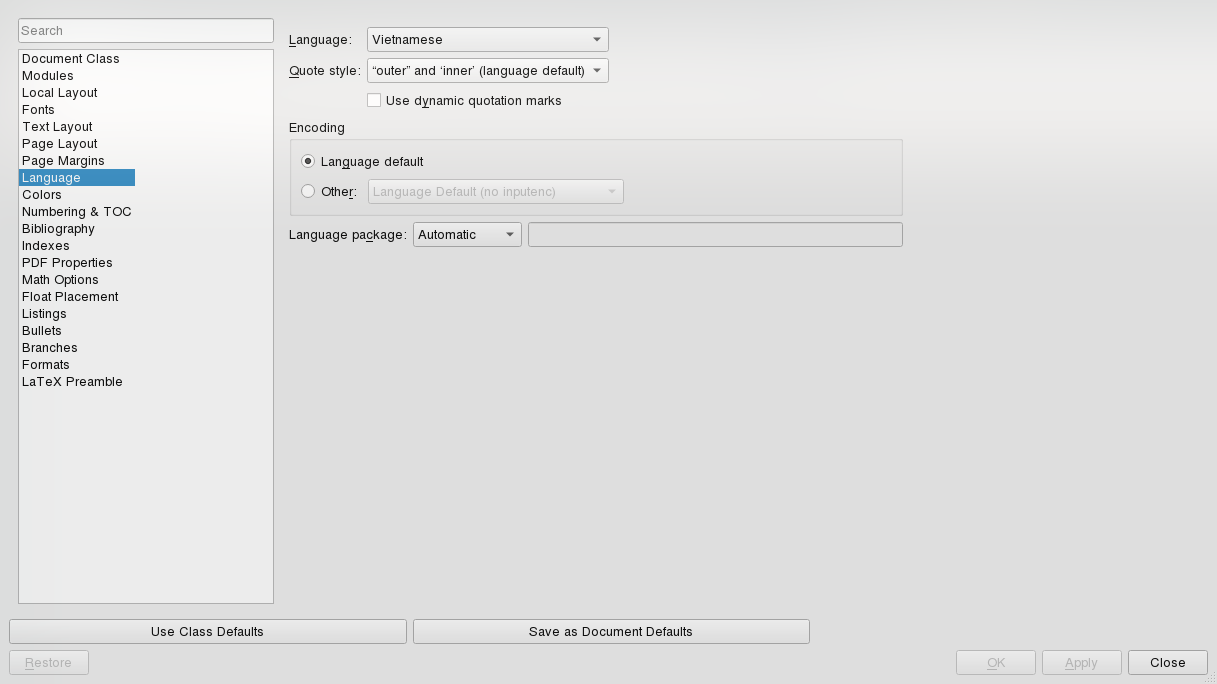 Search
Document Class
Modules
Local Layout
Fonts
Text Layout
Page Layout
Page Margins
Language
Colors
Numbering & TOC
Bibliography
Indexes
PDF Properties
Math Options
Float Placement
Listings
Bullets
Branches
Formats
LaTeX Preamble
Language: Vietnamese
Quote style: “outer” and ‘inner’ (language default)
Use dynamic quotation marks
Encoding
Language default
Other: Language Default (no inputenc)
Language package: Automatic
Use Class Defaults Save as Document Defaults
Restore OK Apply Close